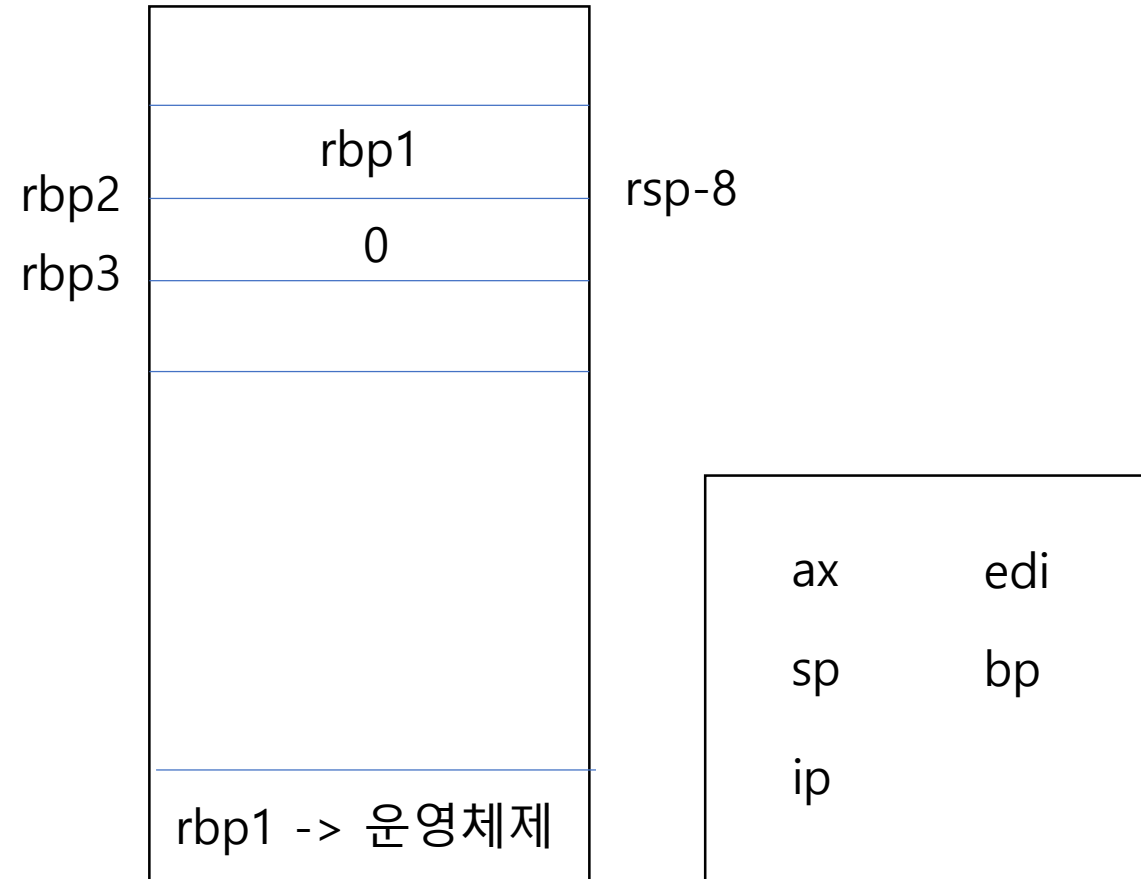 rbp1
rbp2
rsp-8
0
rbp3
ax edi
sp bp
ip
rbp1 -> 운영체제